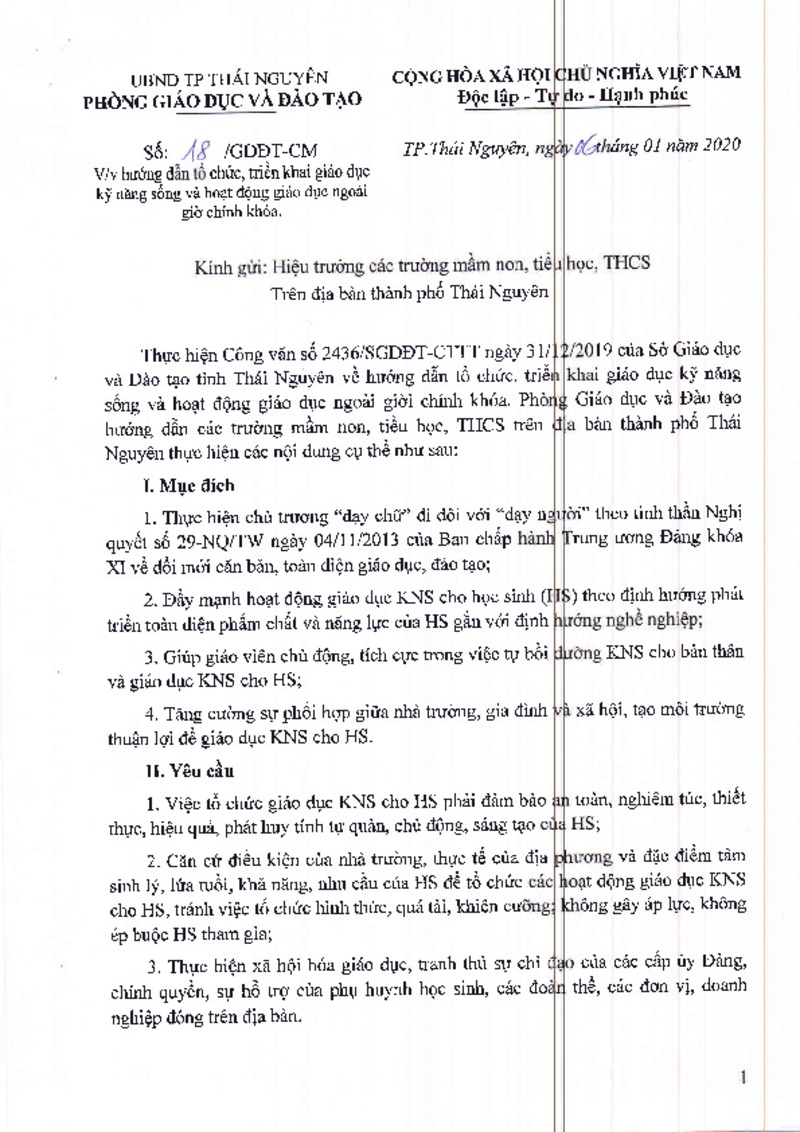 UBND TP THÁI NGUYÊN
PHÒNG GIÁO DỤC VÀ ĐÀO TẠO
CỘNG HÒA XÃ HỘI CHỦ NGHĨA VIỆT NAM
Độc lập - Tự do - Hạnh phúc
Số: 18 /GDĐT-CM
V/v hướng dẫn tổ chức, triển khai giáo dục
kỹ năng sống và hoạt động giáo dục ngoài
giờ chính khóa.
TP.Thái Nguyên, ngày 06 tháng 01 năm 2020
Kính gửi: Hiệu trưởng các trường mầm non, tiểu học, THCS
Trên địa bàn thành phố Thái Nguyên
Thực hiện Công văn số 2436/SGDĐT-CTTT ngày 31/12/2019 của Sở Giáo dục
và Đào tạo tỉnh Thái Nguyên về hướng dẫn tổ chức, triển khai giáo dục kỹ năng
sống và hoạt động giáo dục ngoài giời chính khóa. Phòng Giáo dục và Đào tạo
hướng dẫn các trường mầm non, tiểu học, THCS trên địa bàn thành phố Thái
Nguyên thực hiện các nội dung cụ thể như sau:
I. Mục đích
1. Thực hiện chủ trương “dạy chữ” đi đôi với “dạy người” theo tinh thần Nghị
quyết số 29-NQ/TW ngày 04/11/2013 của Ban chấp hành Trung ương Đảng khóa
XI về đổi mới căn bản, toàn diện giáo dục, đào tạo;
2. Đẩy mạnh hoạt động giáo dục KNS cho học sinh (HS) theo định hướng phát
triển toàn diện phẩm chất và năng lực của HS gắn với định hướng nghề nghiệp;
3. Giúp giáo viên chủ động, tích cực trong việc tự bồi dưỡng KNS cho bản thân
và giáo dục KNS cho HS;
4. Tăng cường sự phối hợp giữa nhà trường, gia đình và xã hội, tạo môi trường
thuận lợi để giáo dục KNS cho HS.
II. Yêu cầu
1. Việc tổ chức giáo dục KNS cho HS phải đảm bảo an toàn, nghiêm túc, thiết
thực, hiệu quả, phát huy tính tự quản, chủ động, sáng tạo của HS;
2. Căn cứ điều kiện của nhà trường, thực tế của địa phương và đặc điểm tâm
sinh lý, lứa tuổi, khả năng, nhu cầu của HS để tổ chức các hoạt động giáo dục KNS
cho HS, tránh việc tổ chức hình thức, quá tải, khiên cưỡng; không gây áp lực, không
ép buộc HS tham gia;
3. Thực hiện xã hội hóa giáo dục, tranh thủ sự chỉ đạo của các cấp ủy Đảng,
chính quyền, sự hỗ trợ của phụ huynh học sinh, các đoàn thể, các đơn vị, doanh
nghiệp đóng trên địa bàn.
1